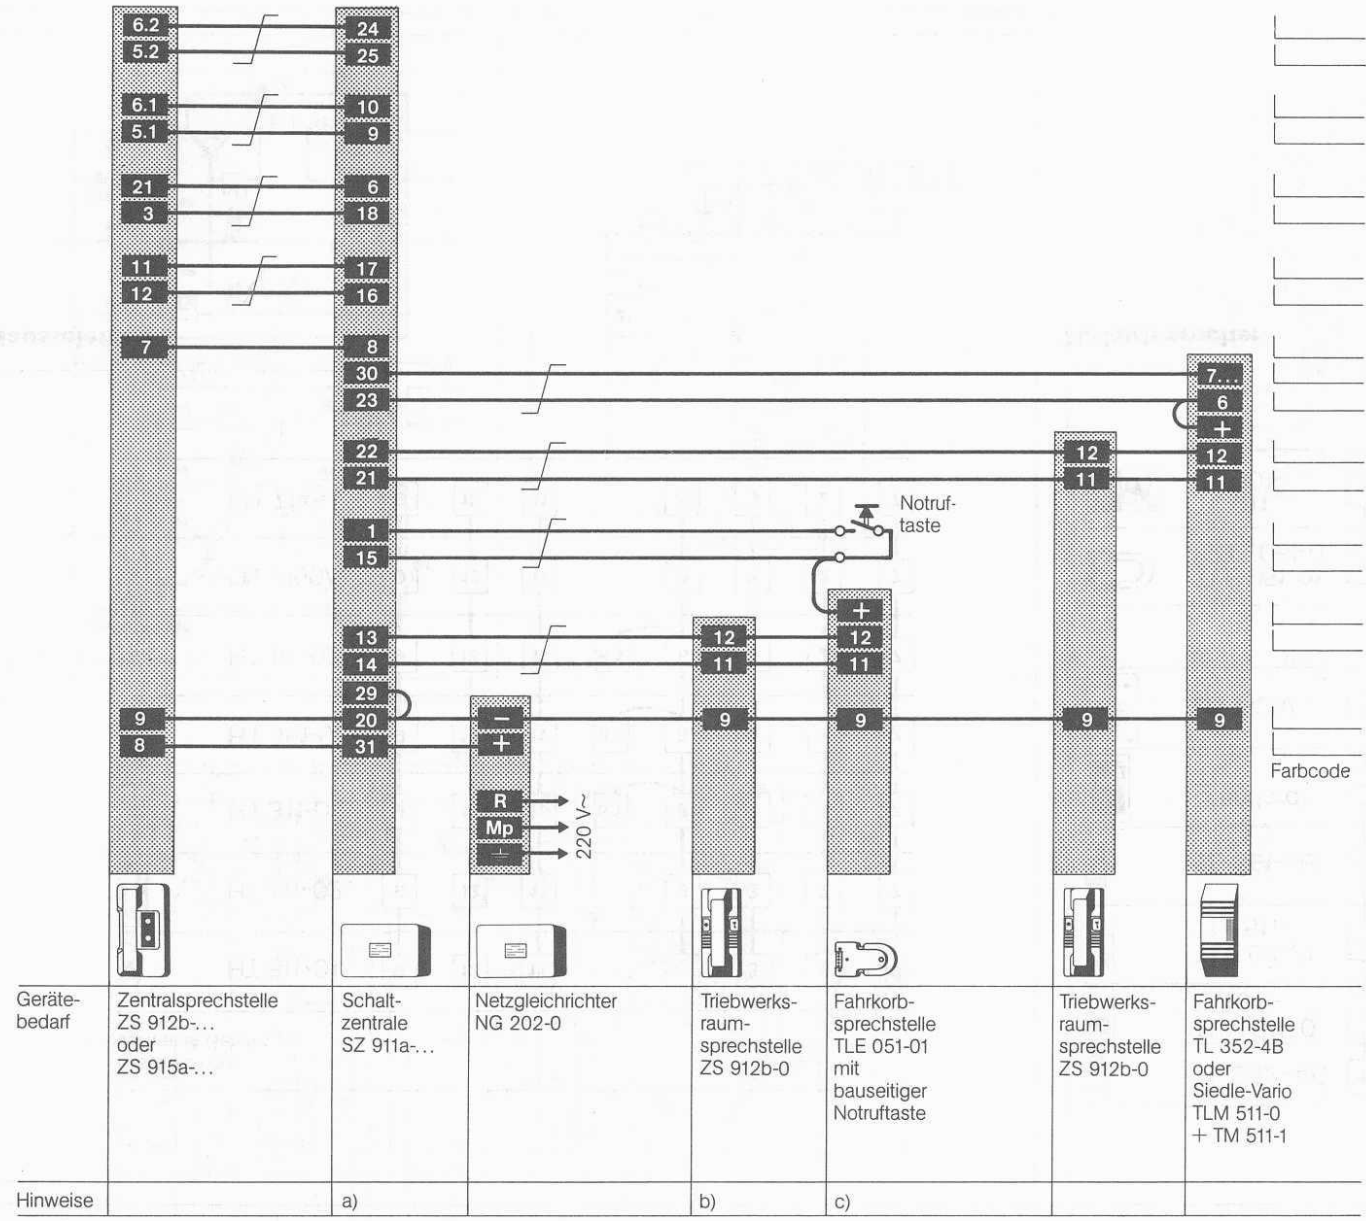 6.2 24
5.2 25
6.1 10
5.1 9
21 6
3 18
11 17
12 16
7 8
30 7...
23 6
+
22 12 12
21 11 11
1
15
Notruf-
taste
+
13 12 12
14 11 11
29
9 20 − 9 9 9 9
8 31 +
R
Mp
220 V~
Farbcode
Geräte-
bedarf
Zentralsprechstelle
ZS 912b-...
oder
ZS 915a-...
Schalt-
zentrale
SZ 911a-...
Netzgleichrichter
NG 202-0
Triebwerks-
raum-
sprechstelle
ZS 912b-0
Fahrkorb-
sprechstelle
TLE 051-01
mit
bauseitiger
Notruftaste
Triebwerks-
raum-
sprechstelle
ZS 912b-0
Fahrkorb-
sprechstelle
TL 352-4B
oder
Siedle-Vario
TLM 511-0
+ TM 511-1
Hinweise
a)
b)
c)